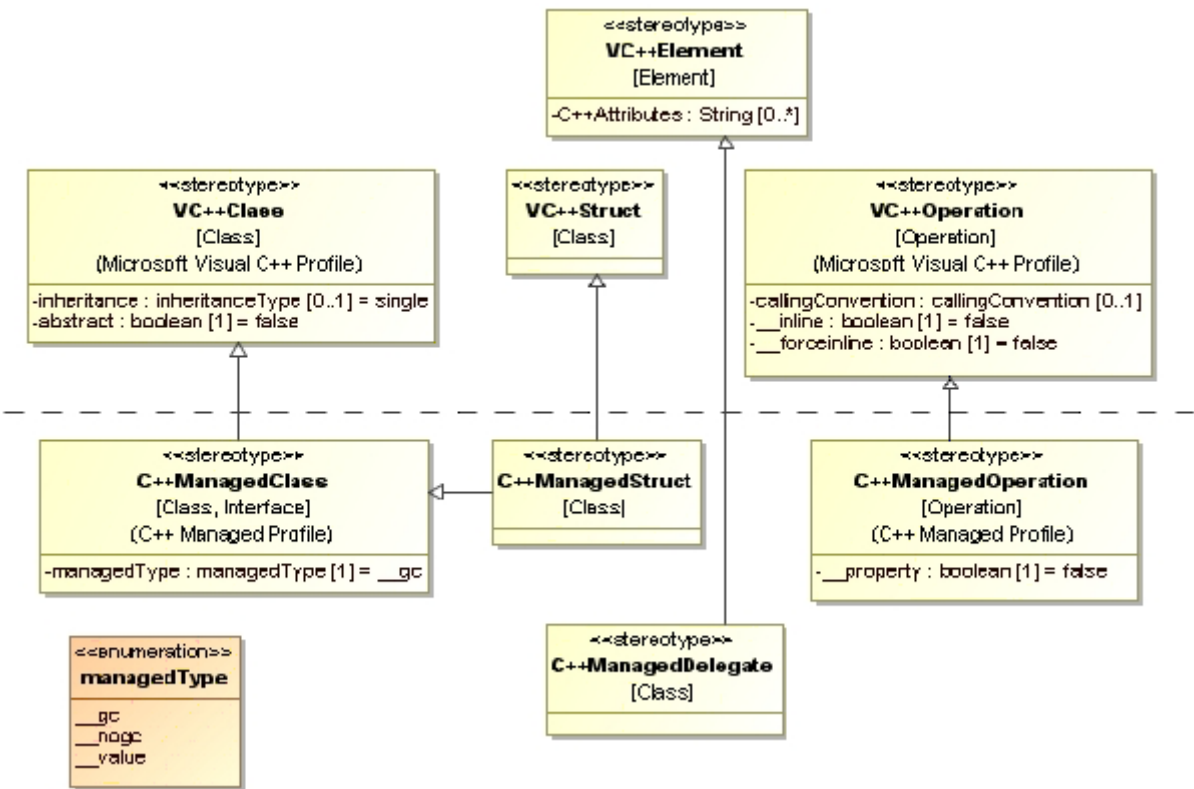 <<stereotype>>
VC++Element
[Element]
-C++Attributes : String [0..*]
<<stereotype>>
VC++Class
[Class]
(Microsoft Visual C++ Profile)
-inheritance : inheritanceType [0..1] = single
-abstract : boolean [1] = false
<<stereotype>>
VC++Struct
[Class]
<<stereotype>>
VC++Operation
[Operation]
(Microsoft Visual C++ Profile)
-callingConvention : callingConvention [0..1]
-__inline : boolean [1] = false
-__forceinline : boolean [1] = false
<<stereotype>>
C++ManagedClass
[Class, Interface]
(C++ Managed Profile)
-managedType : managedType [1] = __gc
<<stereotype>>
C++ManagedStruct
[Class]
<<stereotype>>
C++ManagedOperation
[Operation]
(C++ Managed Profile)
-__property : boolean [1] = false
<<enumeration>>
managedType
__gc
__nogc
__value
<<stereotype>>
C++ManagedDelegate
[Class]